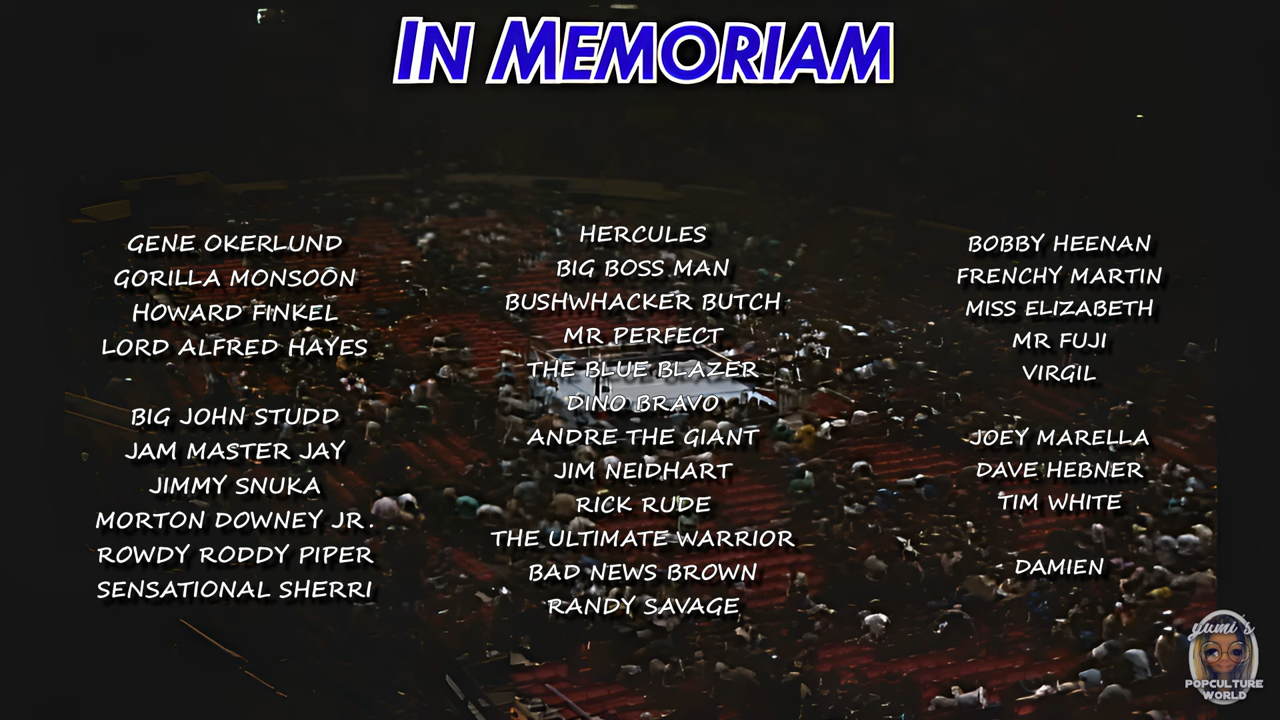 IN MEMORIAM
GENE OKERLUND
GORILLA MONSOON
HOWARD FINKEL
LORD ALFRED HAYES
BIG JOHN STUDD
JAM MASTER JAY
JIMMY SNUKA
MORTON DOWNEY JR.
ROWDY RODDY PIPER
SENSATIONAL SHERRI
HERCULES
BIG BOSS MAN
BUSHWHACKER BUTCH
MR PERFECT
THE BLUE BLAZER
DINO BRAVO
ANDRE THE GIANT
JIM NEIDHART
RICK RUDE
THE ULTIMATE WARRIOR
BAD NEWS BROWN
RANDY SAVAGE
BOBBY HEENAN
FRENCHY MARTIN
MISS ELIZABETH
MR FUJI
VIRGIL
JOEY MARELLA
DAVE HEBNER
TIM WHITE
DAMIEN
yumi's
POPCULTURE
WORLD